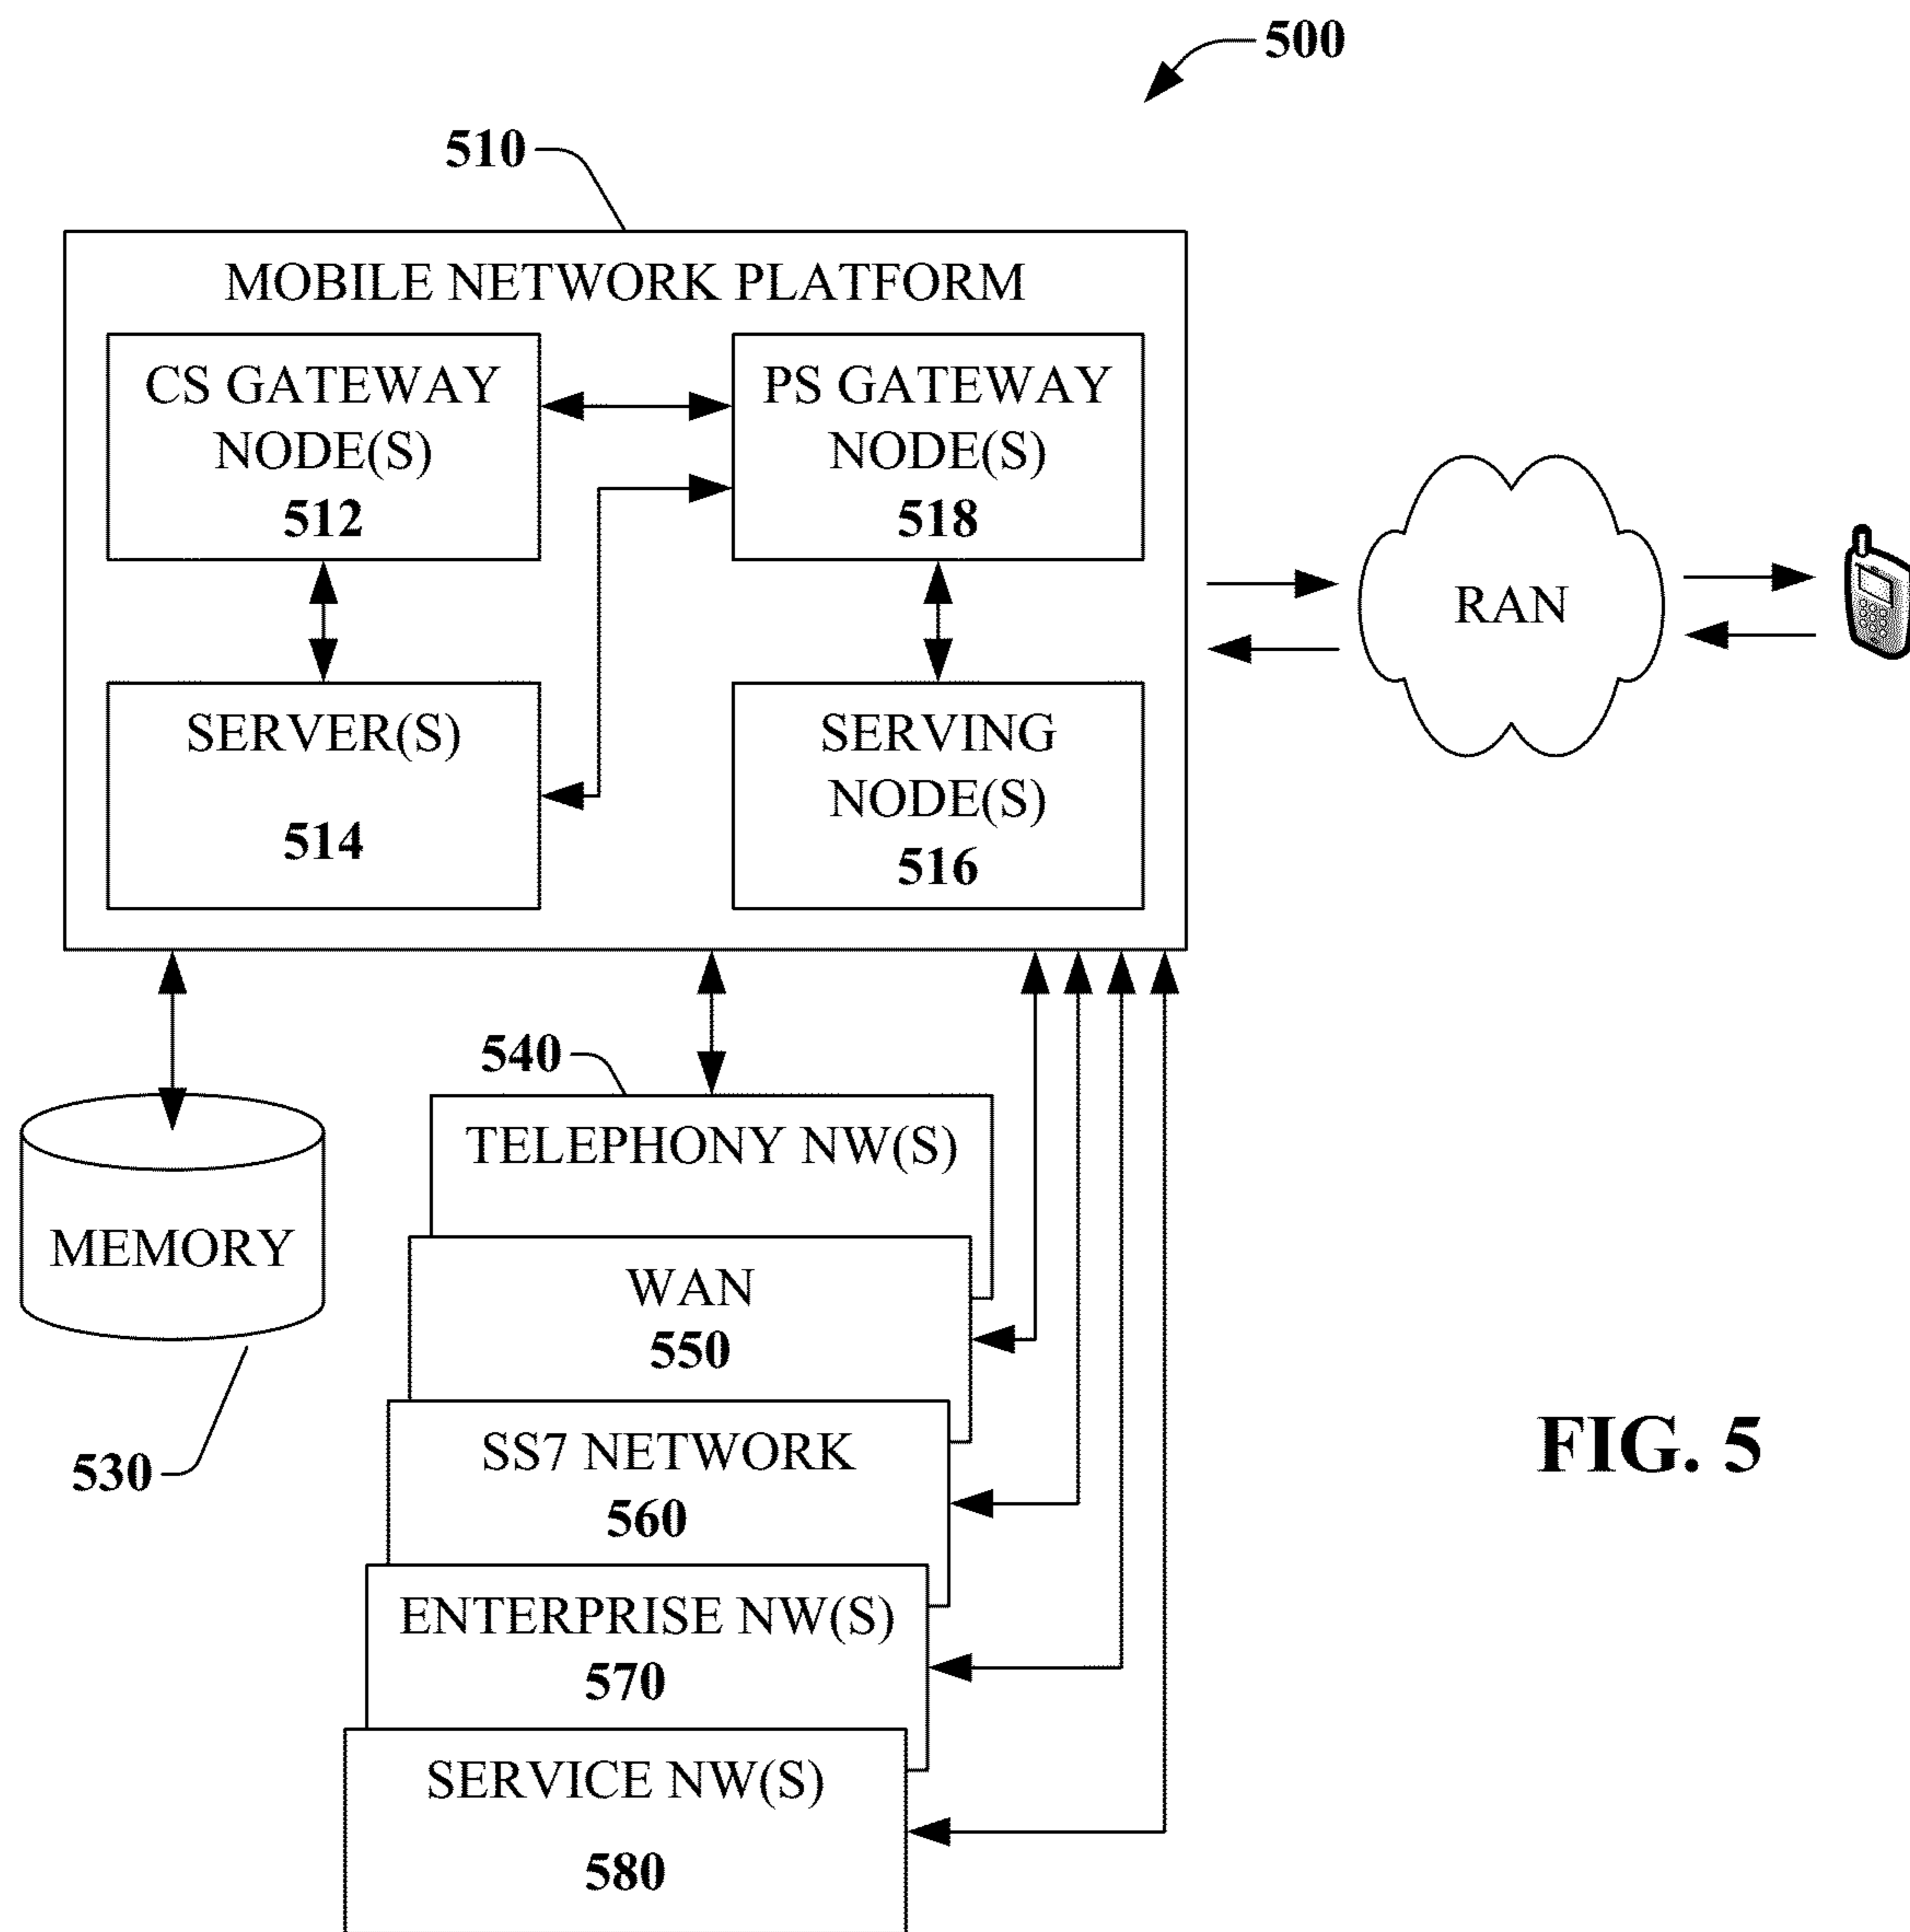 500
510
MOBILE NETWORK PLATFORM
CS GATEWAY
NODE(S)
512
PS GATEWAY
NODE(S)
518
RAN
SERVER(S)
514
SERVING
NODE(S)
516
540
TELEPHONY NW(S)
MEMORY
530
WAN
550
SS7 NETWORK
560
ENTERPRISE NW(S)
570
SERVICE NW(S)
580
FIG. 5